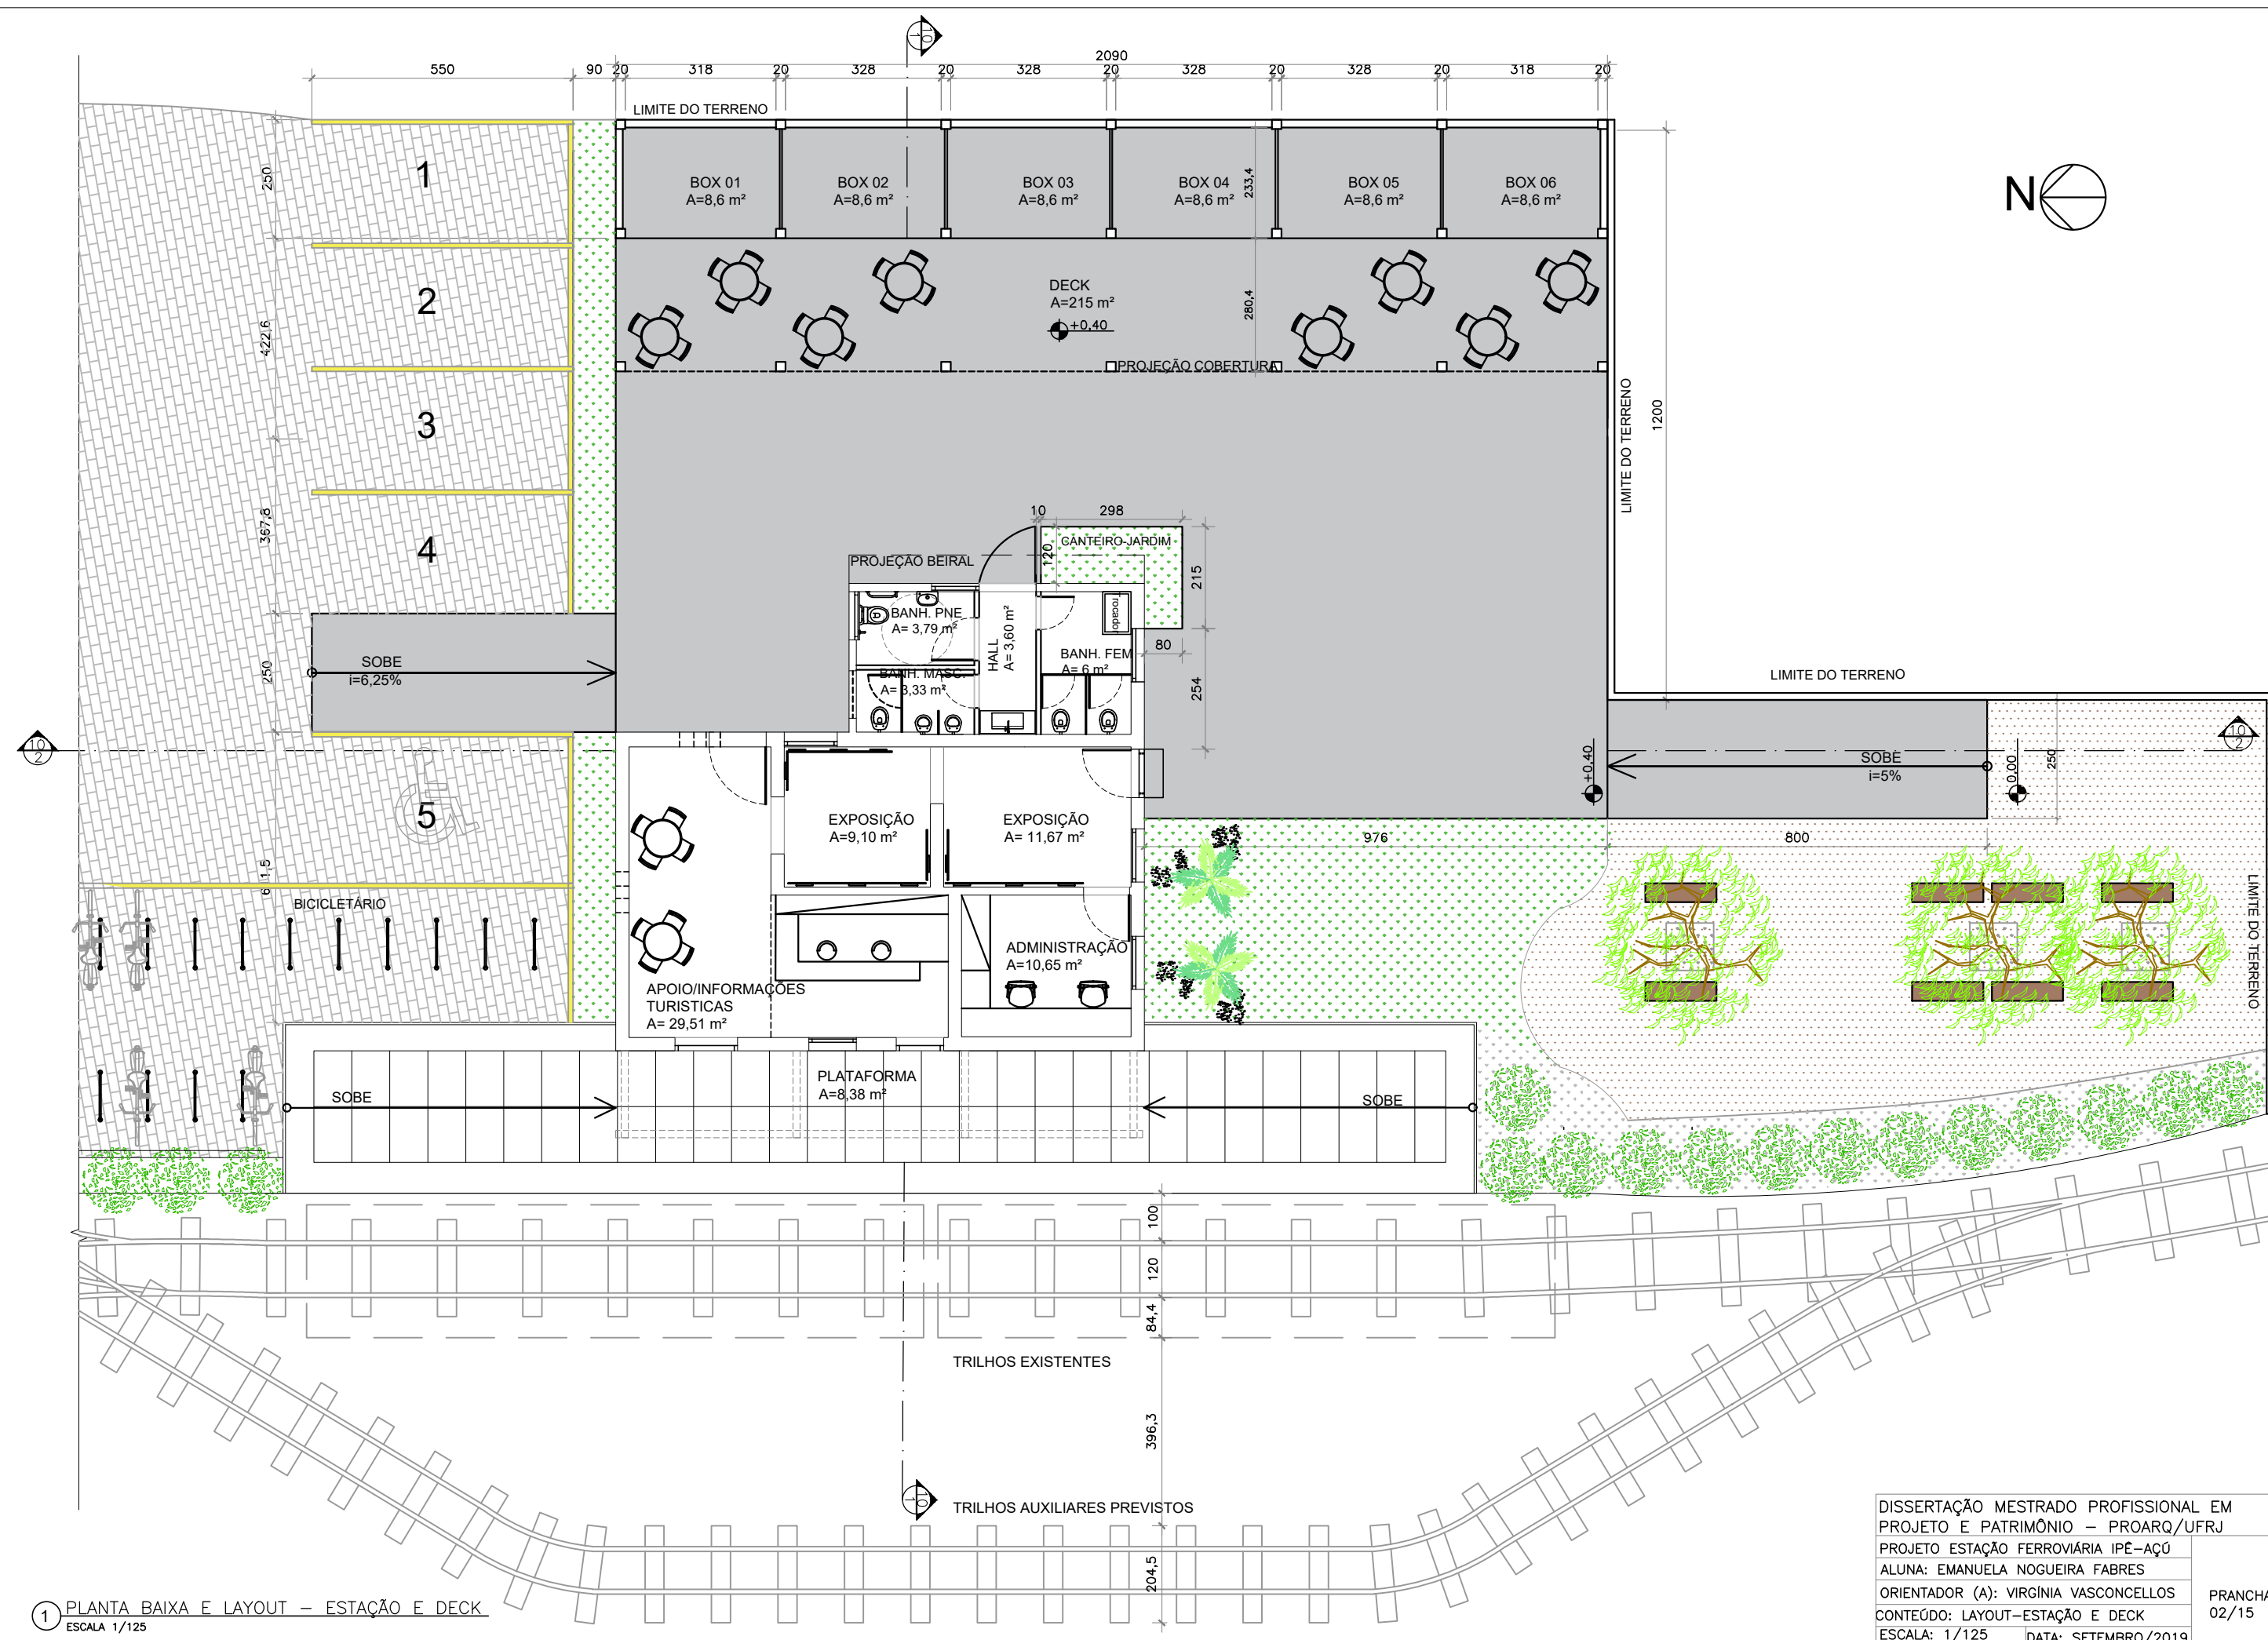 10
1
2090
550
90
20
318
20
328
20
328
20
328
20
328
20
318
20
LIMITE DO TERRENO
1
BOX 01
A=8,6 m²
BOX 02
A=8,6 m²
BOX 03
A=8,6 m²
BOX 04
A=8,6 m²
BOX 05
A=8,6 m²
BOX 06
A=8,6 m²
233,4
250
N
2
DECK
A=215 m²
+0,40
280,4
422,6
PROJEÇÃO COBERTURA
LIMITE DO TERRENO
1200
3
4
367,8
10
298
CANTEIRO-JARDIM
120
PROJEÇÃO BEIRAL
215
BANH. PNE
A= 3,79 m²
HALL
A= 3,60 m²
trocador
BANH. FEM
A= 6 m²
80
BANH. MASC.
A= 3,33 m²
254
SOBE
i=6,25%
250
LIMITE DO TERRENO
10
2
10
2
+0,40
SOBE
i=5%
0,00
250
5
EXPOSIÇÃO
A=9,10 m²
EXPOSIÇÃO
A= 11,67 m²
976
800
BICICLETÁRIO
LIMITE DO TERRENO
ADMINISTRAÇÃO
A=10,65 m²
APOIO/INFORMAÇÕES
TURISTICAS
A= 29,51 m²
PLATAFORMA
A=8,38 m²
SOBE
SOBE
100
120
84,4
TRILHOS EXISTENTES
396,3
10
1
TRILHOS AUXILIARES PREVISTOS
204,5
1
PLANTA BAIXA E LAYOUT – ESTAÇÃO E DECK
ESCALA 1/125
DISSERTAÇÃO MESTRADO PROFISSIONAL EM
PROJETO E PATRIMÔNIO – PROARQ/UFRJ
PROJETO ESTAÇÃO FERROVIÁRIA IPÊ–AÇÚ
ALUNA: EMANUELA NOGUEIRA FABRES
ORIENTADOR (A): VIRGÍNIA VASCONCELLOS
CONTEÚDO: LAYOUT–ESTAÇÃO E DECK
ESCALA: 1/125
DATA: SETEMBRO/2019
PRANCHA
02/15